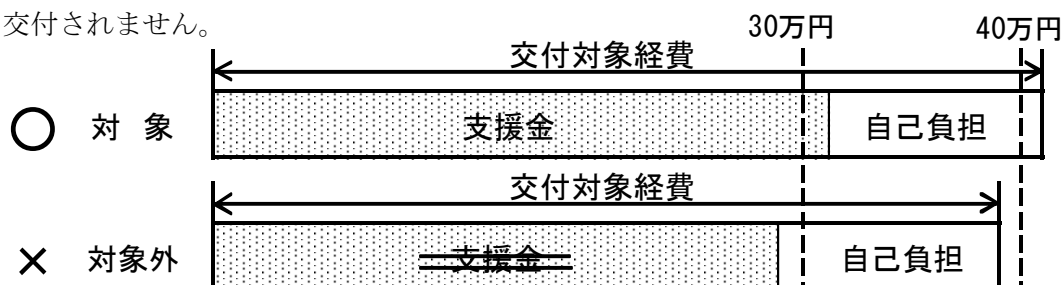 交付されません。
30万円 40万円
交付対象経費
○ 対 象 支援金 自己負担
交付対象経費
× 対象外 支援金 自己負担